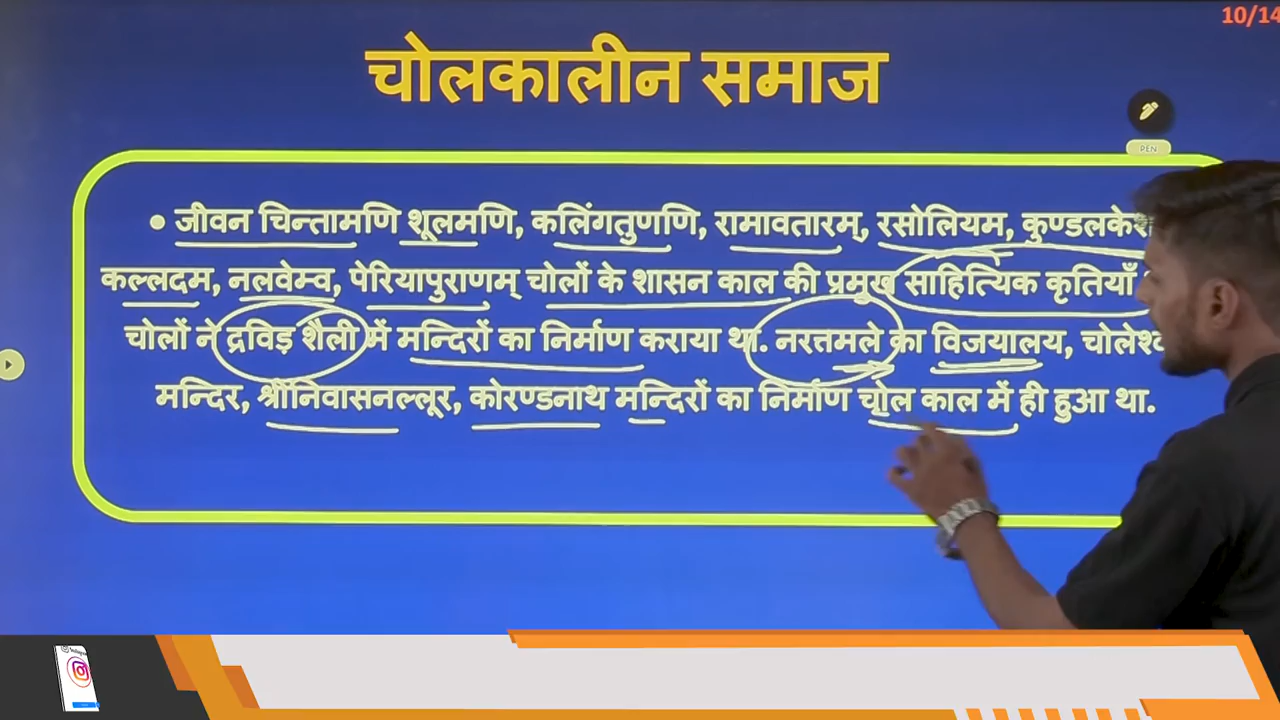 10/14
चोलकालीन समाज
PEN
• जीवन चिन्तामणि शूलमणि, कलिंगतुणणि, रामावतारम्, रसोलियम,
कल्लदम, नलवेम्व, पेरियापुराणम् चोलों के शासन काल की प्रमुख साहित्यिक कृतियाँ
चोलों ने द्रविड़ शैली में मन्दिरों का निर्माण कराया था. नरत्तमले का विजयालय,
मन्दिर, श्रीनिवासनल्लूर, कोरण्डनाथ मन्दिरों का निर्माण चोल काल में ही हुआ था.